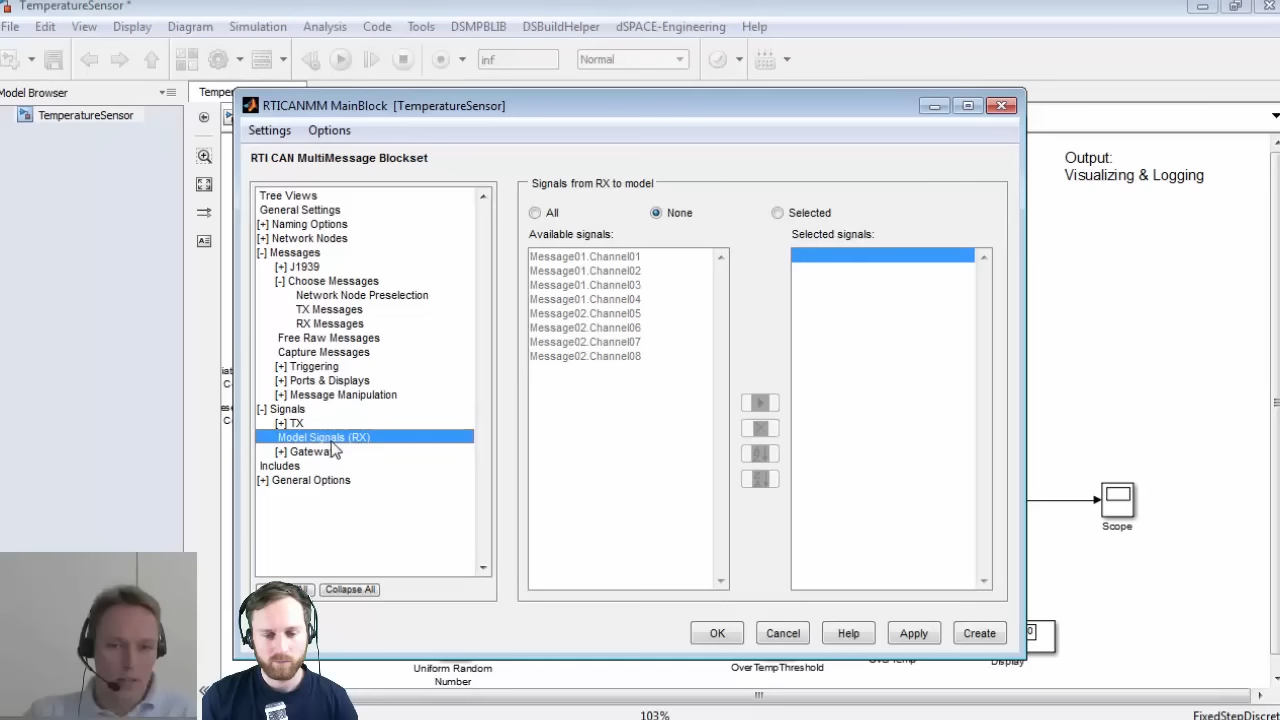 TemperatureSensor *
File Edit View Display Diagram Simulation Analysis Code Tools DSMPBLIB DSBuildHelper dSPACE-Engineering Help
inf
Normal
Model Browser
Temper
TemperatureSensor
RTICANMM MainBlock [TemperatureSensor]
Settings Options
RTI CAN MultiMessage Blockset
Tree Views
General Settings
[+] Naming Options
[+] Network Nodes
[-] Messages
[+] J1939
[-] Choose Messages
Network Node Preselection
TX Messages
RX Messages
Free Raw Messages
Capture Messages
[+] Triggering
[+] Ports & Displays
[+] Message Manipulation
[-] Signals
[+] TX
Model Signals (RX)
[+] Gateway
Includes
[+] General Options
Collapse All
Signals from RX to model
All None Selected
Available signals: Selected signals:
Message01.Channel01
Message01.Channel02
Message01.Channel03
Message01.Channel04
Message02.Channel05
Message02.Channel06
Message02.Channel07
Message02.Channel08
OK Cancel Help Apply Create
Output:
Visualizing & Logging
Scope
Uniform Random
Number
OverTempThreshold
OverTemp
Display
103%
FixedStepDiscret